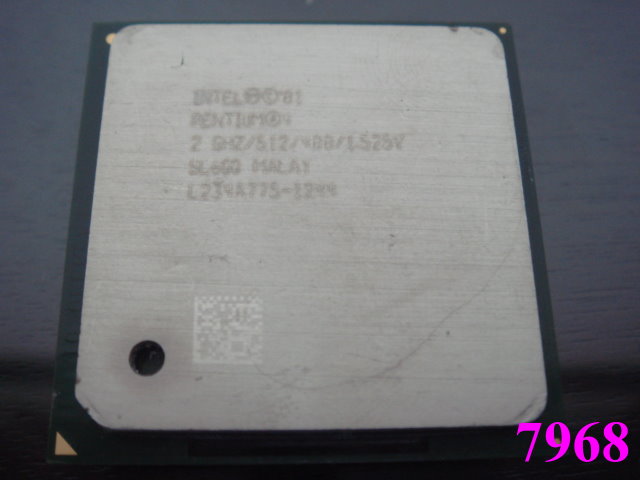 INTEL®©'01
PENTIUM®4
2 GHZ/512/400/1.525V
SL6GQ MALAY
L234A775-1244
7968